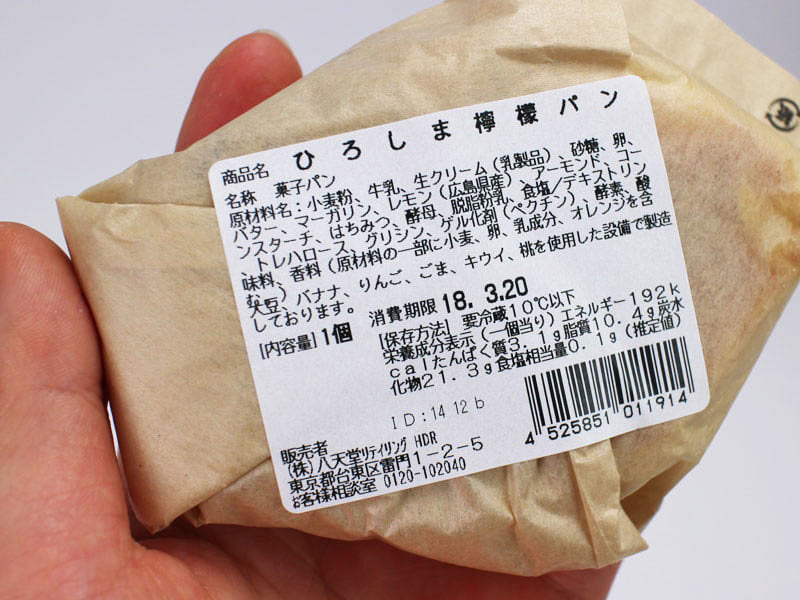 商品名 ひろしま檸檬パン
名称 菓子パン
原材料名：小麦粉、牛乳、生クリーム（乳製品）、砂糖、卵、
バター、マーガリン、レモン（広島県産）、アーモンド、コー
ンスターチ、はちみつ、酵母、脱脂粉乳、食塩／デキストリン
、トレハロース、グリシン、ゲル化剤（ペクチン）、酵素、酸
味料、香料（原材料の一部に小麦、卵、乳成分、オレンジを含
む。）
大豆、バナナ、りんご、ごま、キウイ、桃を使用した設備で製造
しております。
[内容量] 1個 消費期限 18. 3.20
[保存方法] 要冷蔵10℃以下
栄養成分表示（一個当り）エネルギー192k
calたんぱく質3.1g脂質10.4g炭水
化物21.3g食塩相当量0.1g（推定値）
ID:14 12 b
4 525851 011914
販売者
(株)八天堂リテイリング HDR
東京都台東区雷門1-2-5
お客様相談室 0120-102040